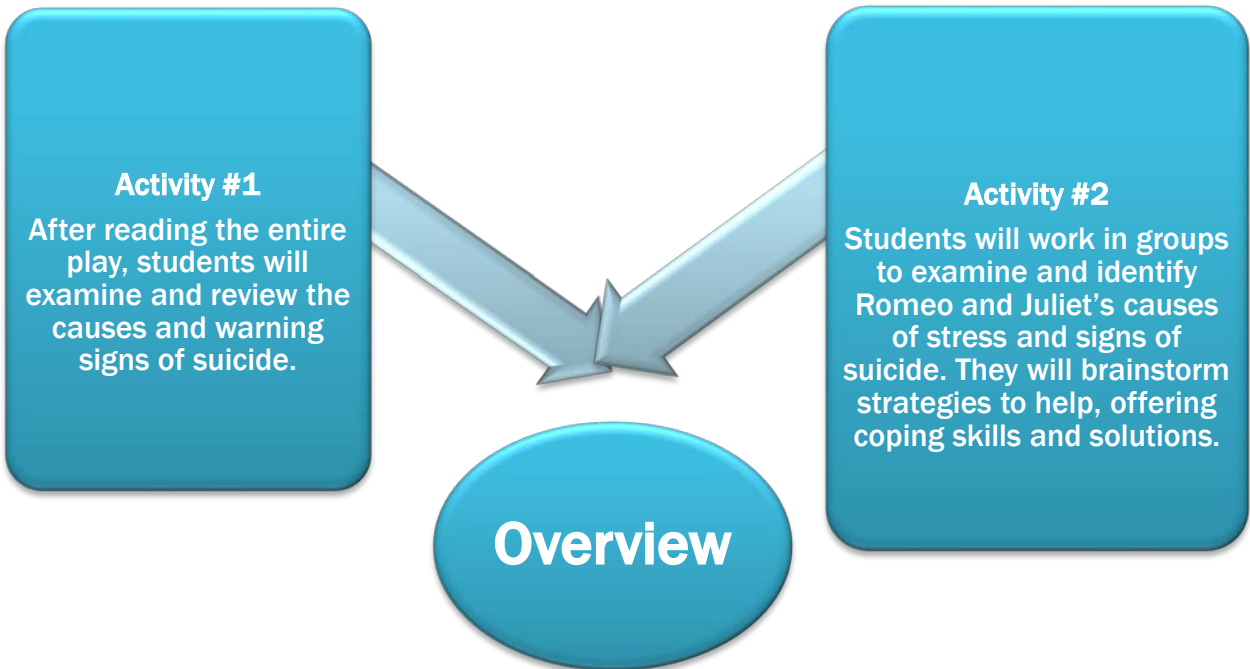 Activity #1
After reading the entire
play, students will
examine and review the
causes and warning
signs of suicide.
Activity #2
Students will work in groups
to examine and identify
Romeo and Juliet’s causes
of stress and signs of
suicide. They will brainstorm
strategies to help, offering
coping skills and solutions.
Overview